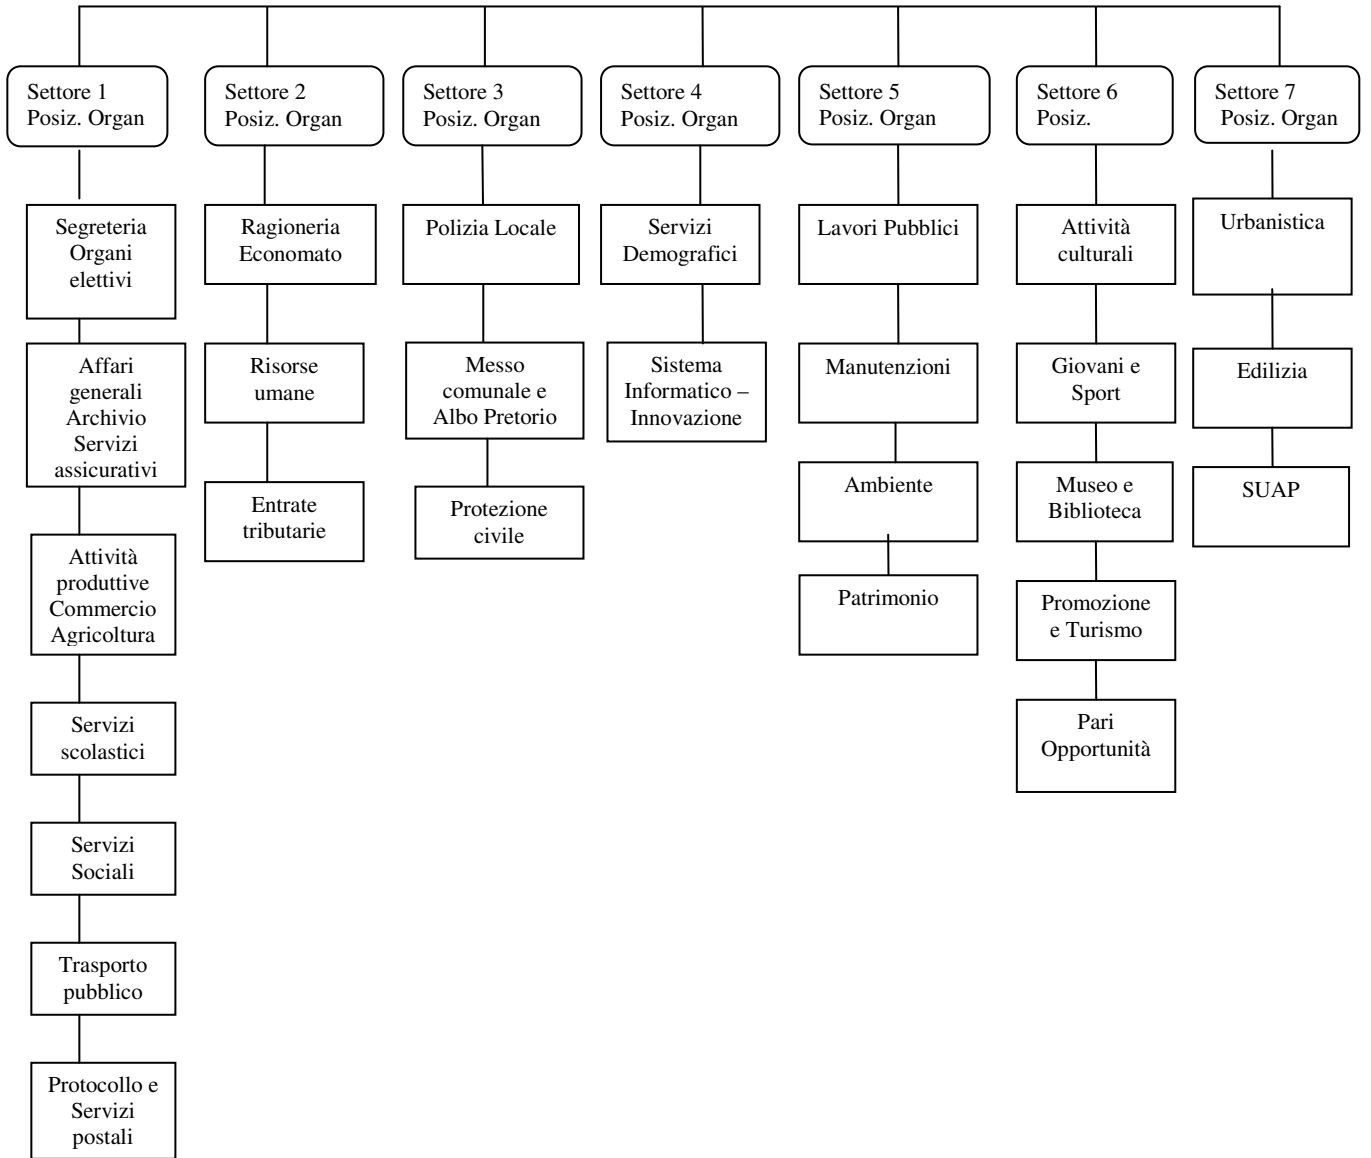 Settore 1
Posiz. Organ
Settore 2
Posiz. Organ
Settore 3
Posiz. Organ
Settore 4
Posiz. Organ
Settore 5
Posiz. Organ
Settore 6
Posiz.
Settore 7
Posiz. Organ
Segreteria
Organi
elettivi
Affari
generali
Archivio
Servizi
assicurativi
Attività
produttive
Commercio
Agricoltura
Servizi
scolastici
Servizi
Sociali
Trasporto
pubblico
Protocollo e
Servizi
postali
Ragioneria
Economato
Risorse
umane
Entrate
tributarie
Polizia Locale
Messo
comunale e
Albo Pretorio
Protezione
civile
Servizi
Demografici
Sistema
Informatico –
Innovazione
Lavori Pubblici
Manutenzioni
Ambiente
Patrimonio
Attività
culturali
Giovani e
Sport
Museo e
Biblioteca
Promozione
e Turismo
Pari
Opportunità
Urbanistica
Edilizia
SUAP